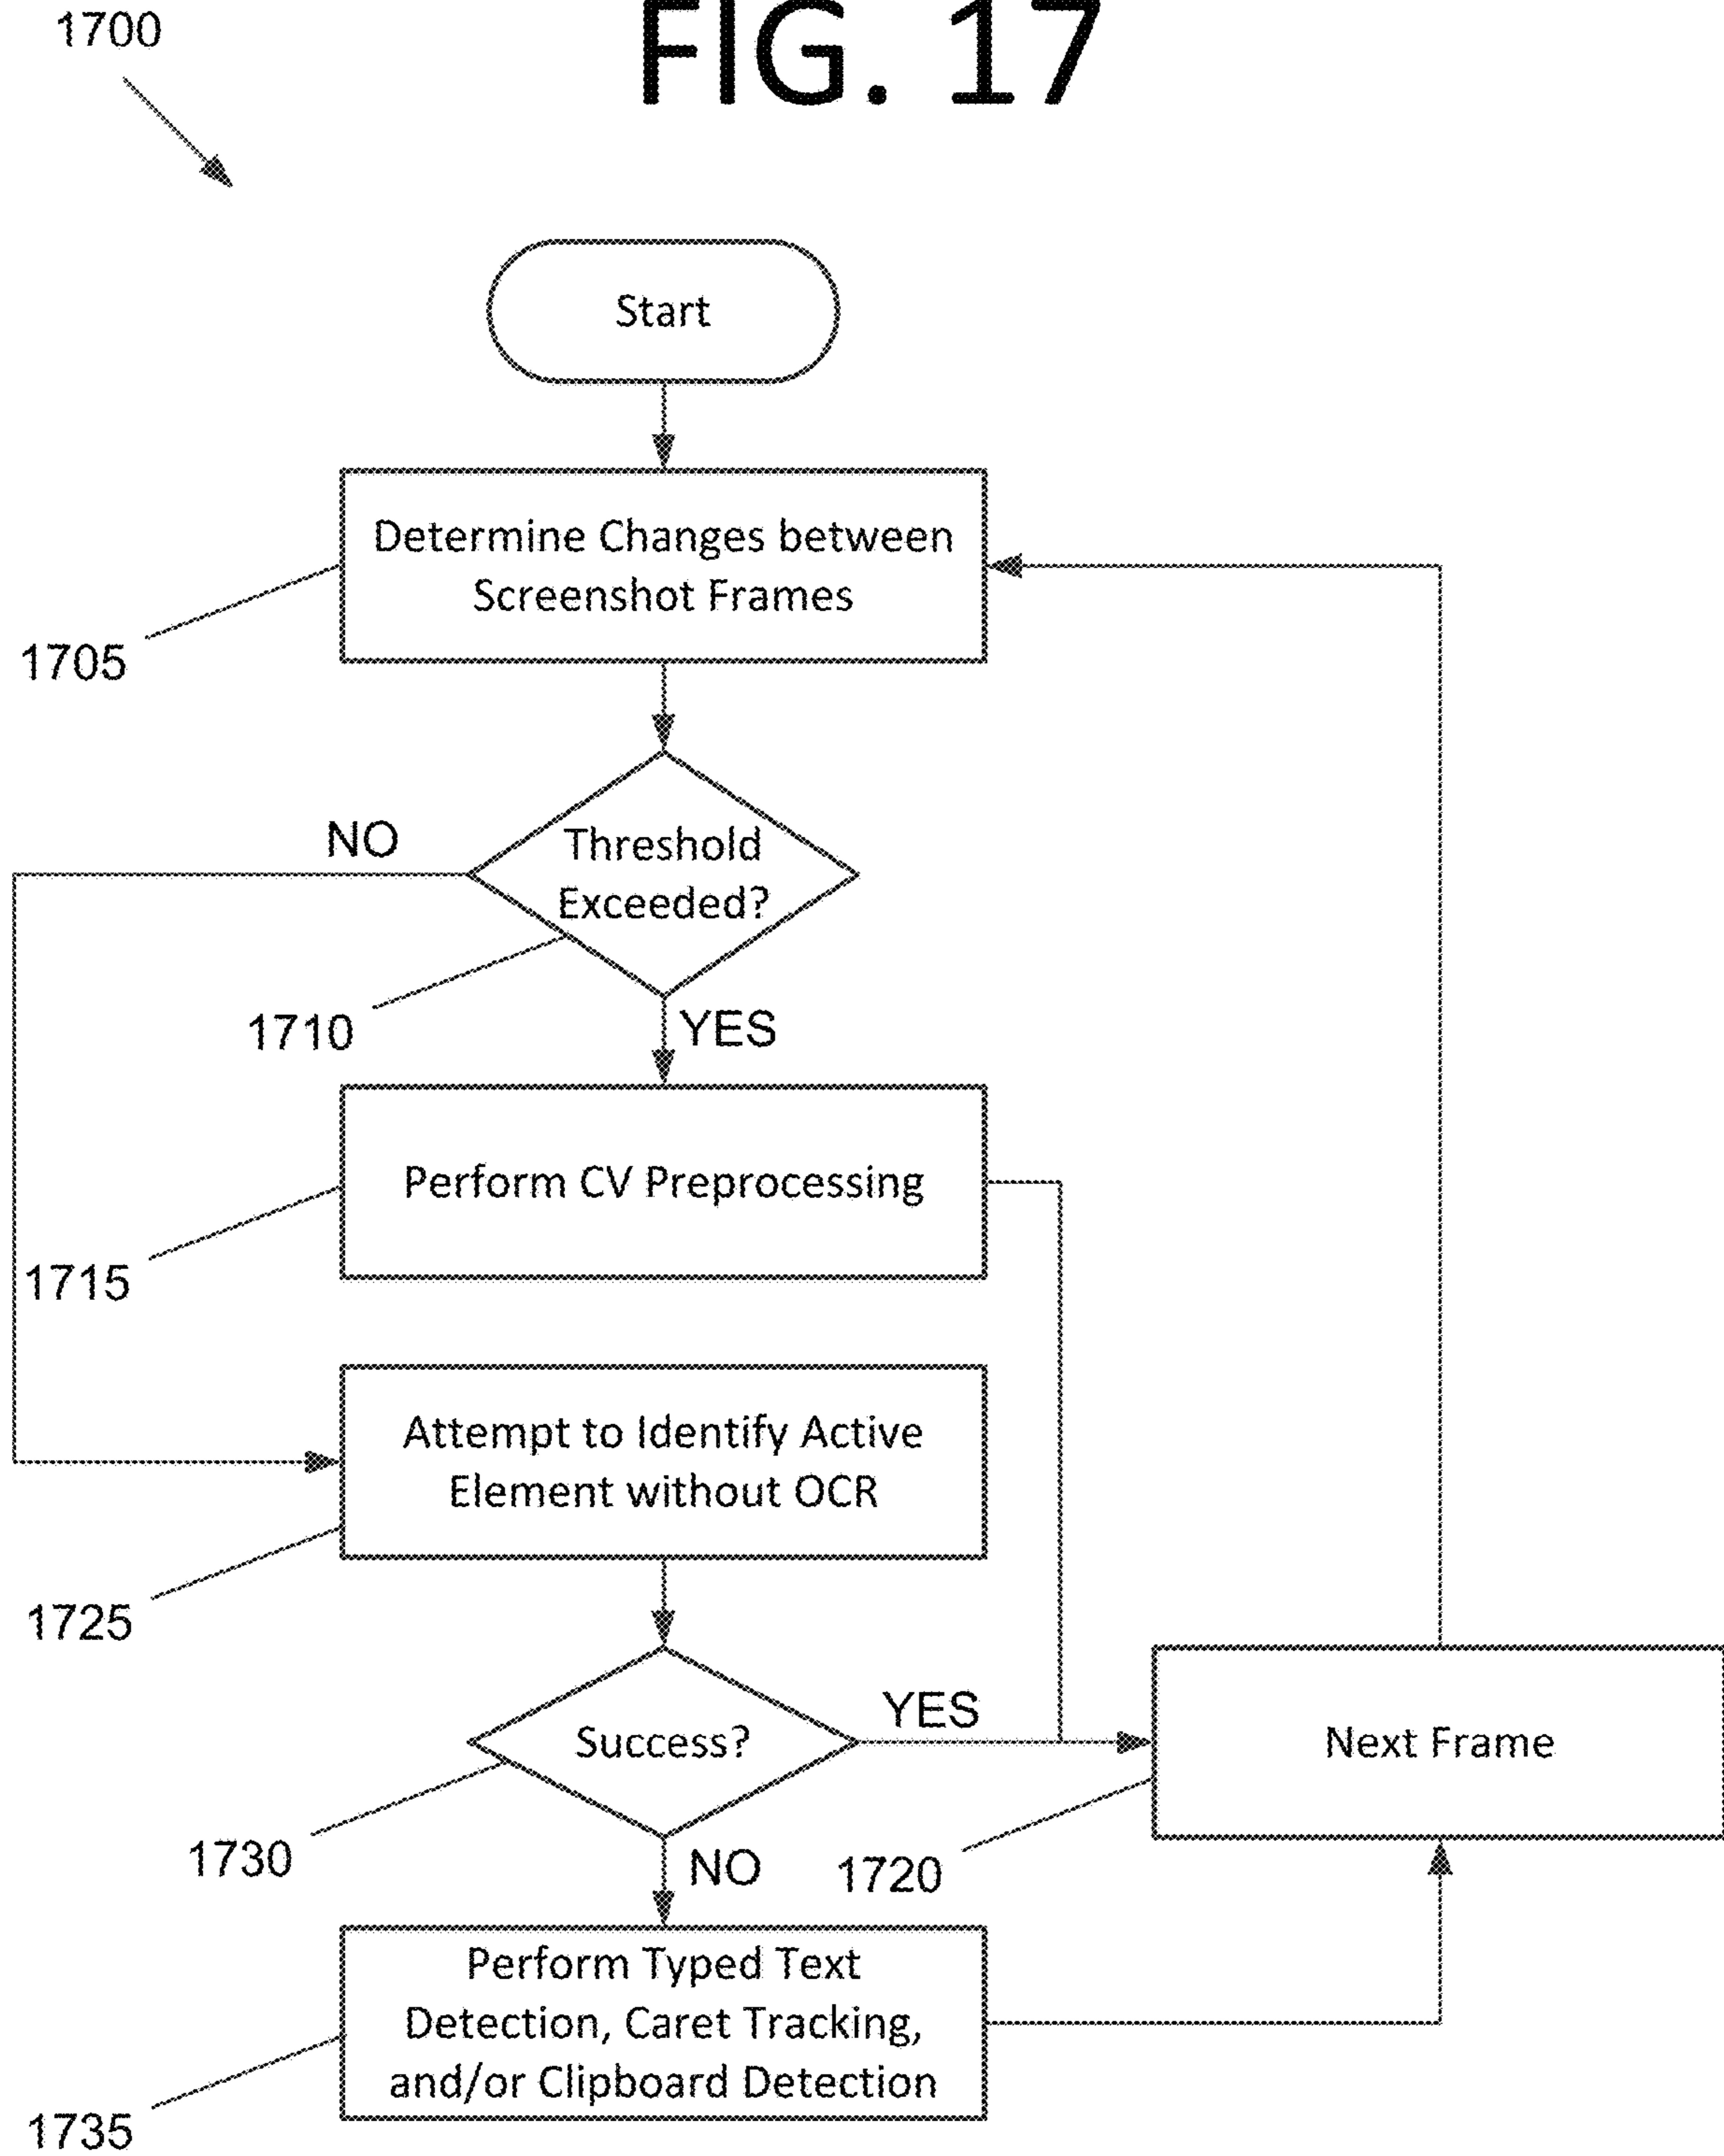 1700
FIG. 17
Start
Determine Changes between
Screenshot Frames
1705
NO
Threshold
Exceeded?
1710
YES
Perform CV Preprocessing
1715
Attempt to Identify Active
Element without OCR
1725
YES
Success?
Next Frame
1730
NO
1720
Perform Typed Text
Detection, Caret Tracking,
and/or Clipboard Detection
1735